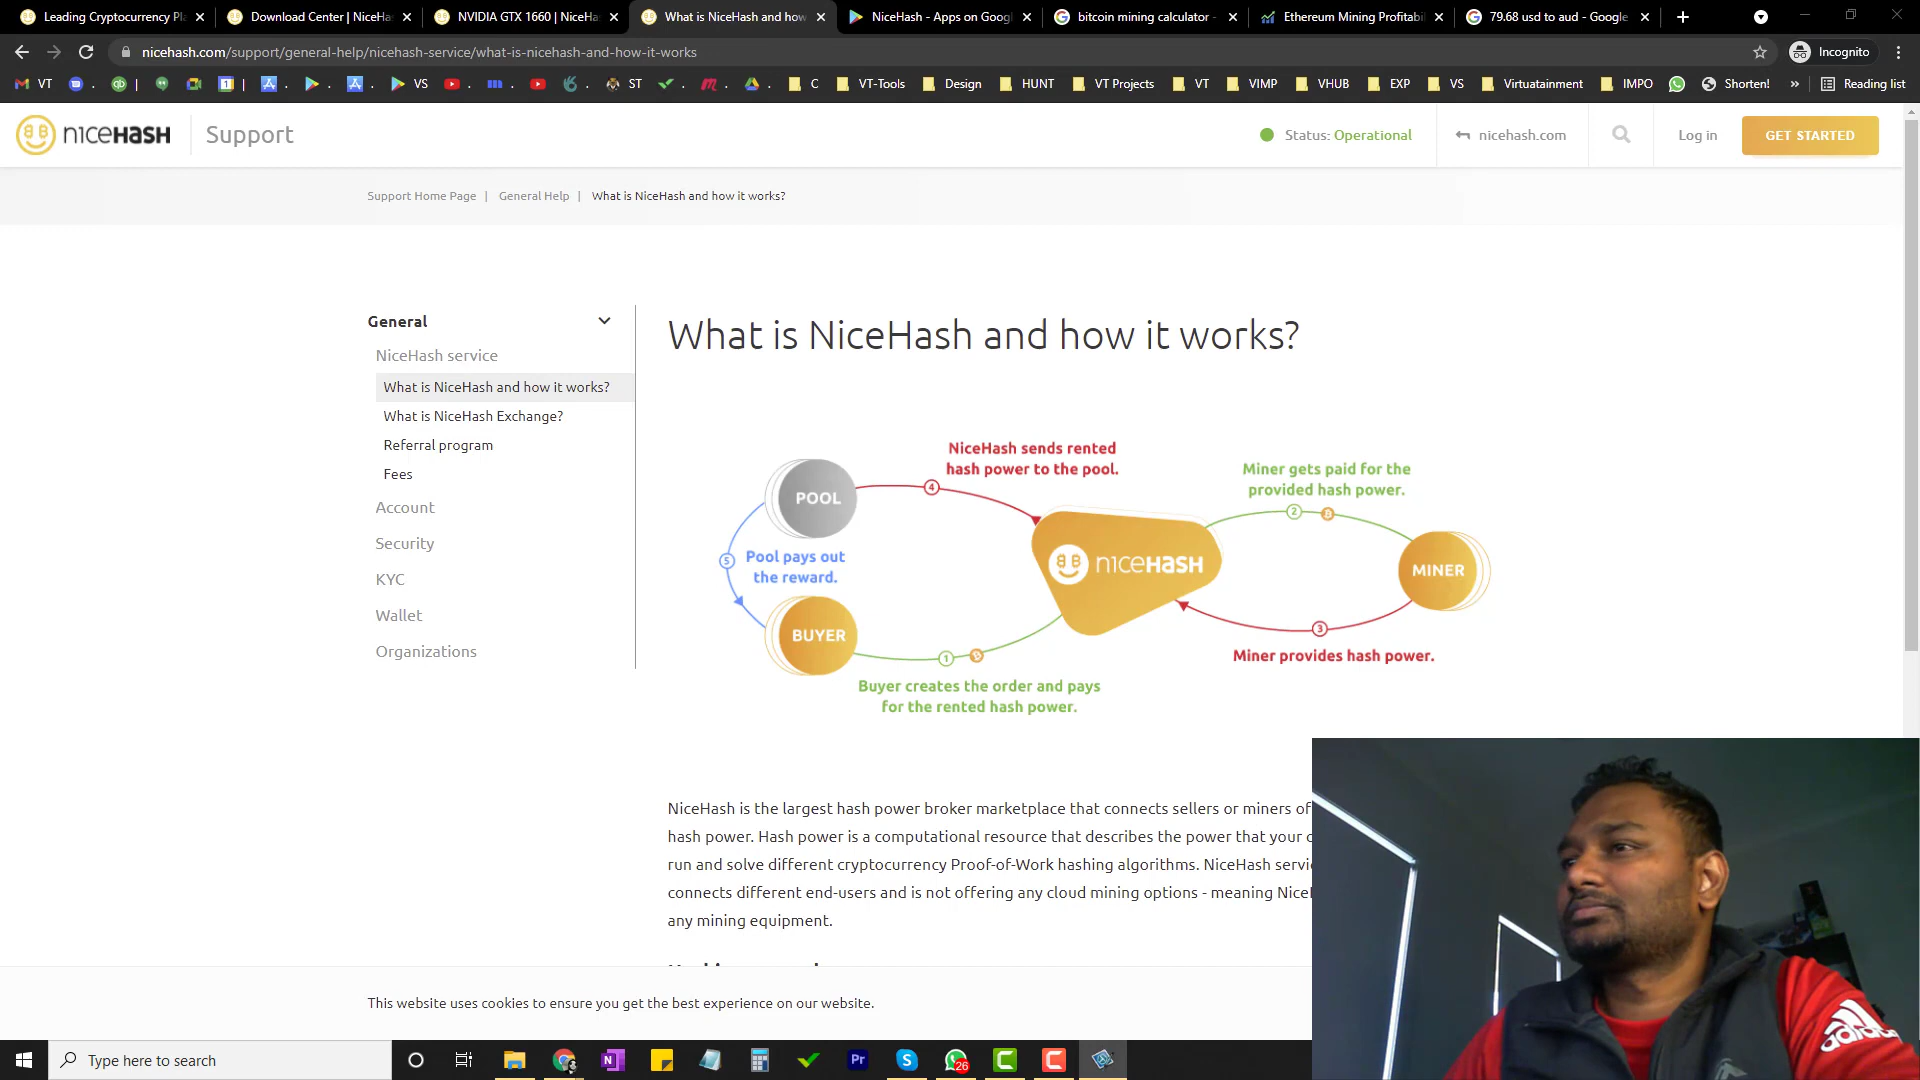 Leading Cryptocurrency Pl
Download Center | NiceHa
NVIDIA GTX 1660 | NiceHa
What is NiceHash and how
NiceHash - Apps on Googl
bitcoin mining calculator -
Ethereum Mining Profitabi
79.68 usd to aud - Google
nicehash.com/support/general-help/nicehash-service/what-is-nicehash-and-how-it-works
Incognito
VT
VS
ST
C
VT-Tools
Design
HUNT
VT Projects
VT
VIMP
VHUB
EXP
VS
Virtuatainment
IMPO
Shorten!
Reading list
NICEHASH
Support
Status: Operational
nicehash.com
Log in
GET STARTED
Support Home Page | General Help | What is NiceHash and how it works?
General
NiceHash service
What is NiceHash and how it works?
What is NiceHash Exchange?
Referral program
Fees
Account
Security
KYC
Wallet
Organizations
What is NiceHash and how it works?
NiceHash sends rented
hash power to the pool.
Miner gets paid for the
provided hash power.
POOL
4
2
5
Pool pays out
the reward.
NICEHASH
MINER
BUYER
1
3
Miner provides hash power.
Buyer creates the order and pays
for the rented hash power.
NiceHash is the largest hash power broker marketplace that connects sellers or miners of
hash power. Hash power is a computational resource that describes the power that your
run and solve different cryptocurrency Proof-of-Work hashing algorithms. NiceHash
connects different end-users and is not offering any cloud mining options - meaning
any mining equipment.
This website uses cookies to ensure you get the best experience on our website.
Type here to search
26